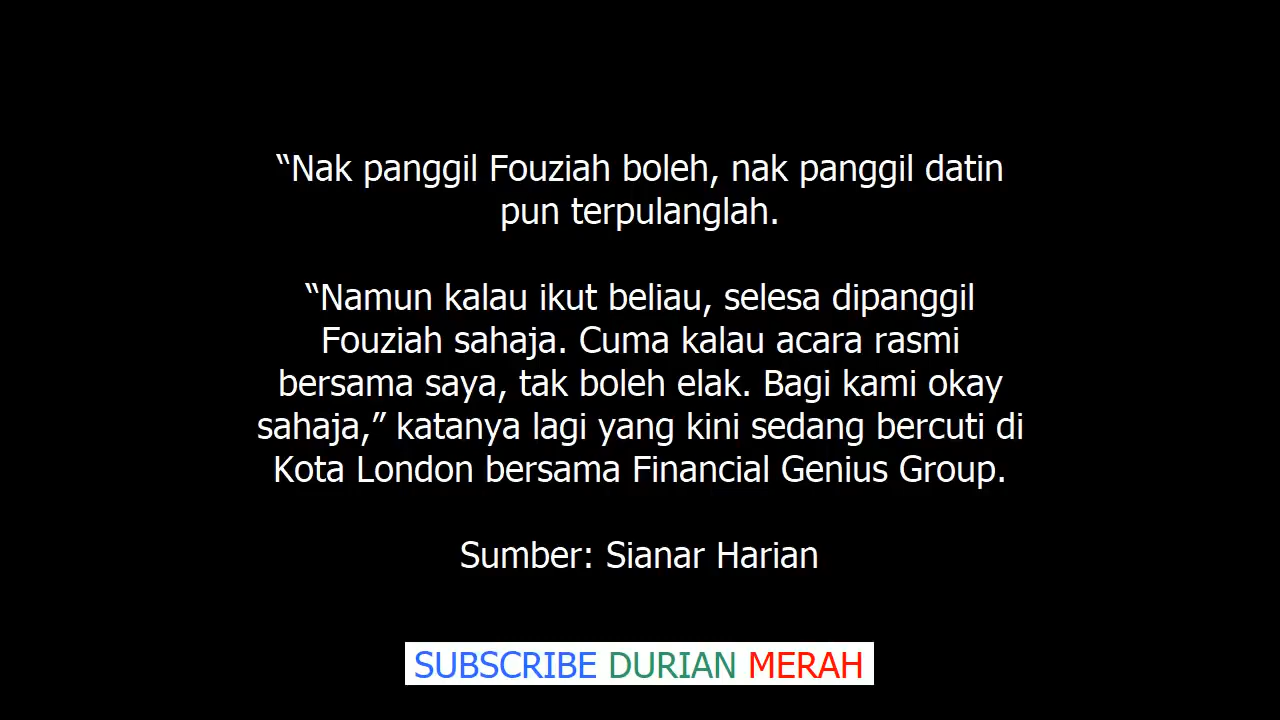 “Nak panggil Fouziah boleh, nak panggil datin
pun terpulanglah.
“Namun kalau ikut beliau, selesa dipanggil
Fouziah sahaja. Cuma kalau acara rasmi
bersama saya, tak boleh elak. Bagi kami okay
sahaja,” katanya lagi yang kini sedang bercuti di
Kota London bersama Financial Genius Group.
Sumber: Sianar Harian
SUBSCRIBE DURIAN MERAH